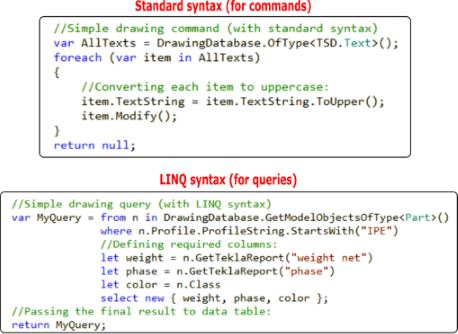 Standard syntax (for commands)
//Simple drawing command (with standard syntax)
var AllTexts = DrawingDatabase.OfType<TSD.Text>();
foreach (var item in AllTexts)
{
//Converting each item to uppercase:
item.TextString = item.TextString.ToUpper();
item.Modify();
}
return null;
LINQ syntax (for queries)
//Simple drawing query (with LINQ syntax)
var MyQuery = from n in DrawingDatabase.GetModelObjectsOfType<Part>()
where n.Profile.ProfileString.StartsWith("IPE")
//Defining required columns:
let weight = n.GetTeklaReport("weight net")
let phase = n.GetTeklaReport("phase")
let color = n.Class
select new { weight, phase, color };
//Passing the final result to data table:
return MyQuery;